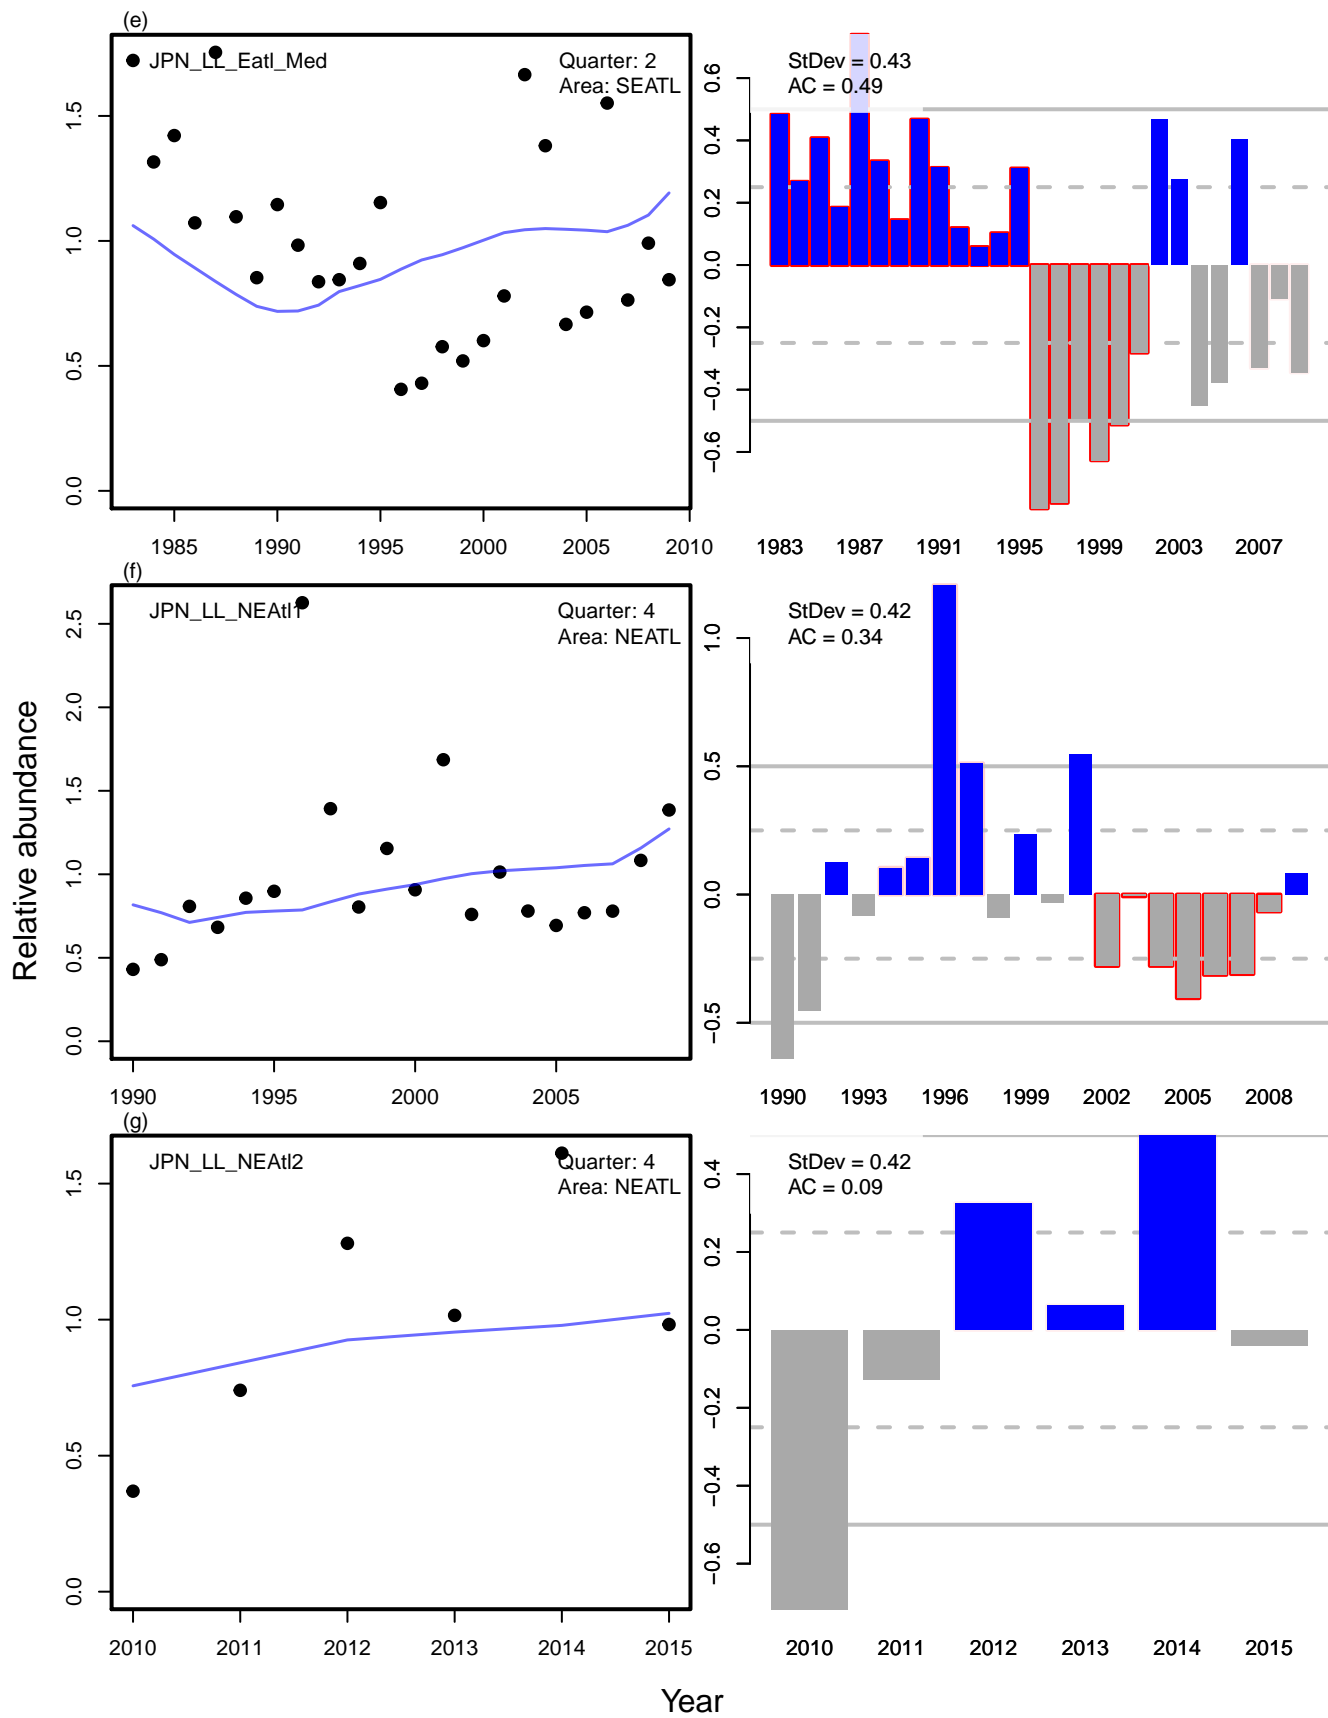 (e)
JPN_LL_Eatl_Med
Quarter: 2
Area: SEATL
0.0 0.5 1.0 1.5
1985 1990 1995 2000 2005 2010
StDev = 0.43
AC = 0.49
−0.6 −0.4 −0.2 0.0 0.2 0.4 0.6
1983 1987 1991 1995 1999 2003 2007
(f)
JPN_LL_NEAtl1
Quarter: 4
Area: NEATL
0.0 0.5 1.0 1.5 2.0 2.5
1990 1995 2000 2005
StDev = 0.42
AC = 0.34
−0.5 0.0 0.5 1.0
1990 1993 1996 1999 2002 2005 2008
Relative abundance
(g)
JPN_LL_NEAtl2
Quarter: 4
Area: NEATL
0.0 0.5 1.0 1.5
2010 2011 2012 2013 2014 2015
StDev = 0.42
AC = 0.09
−0.6 −0.4 −0.2 0.0 0.2 0.4
2010 2011 2012 2013 2014 2015
Year